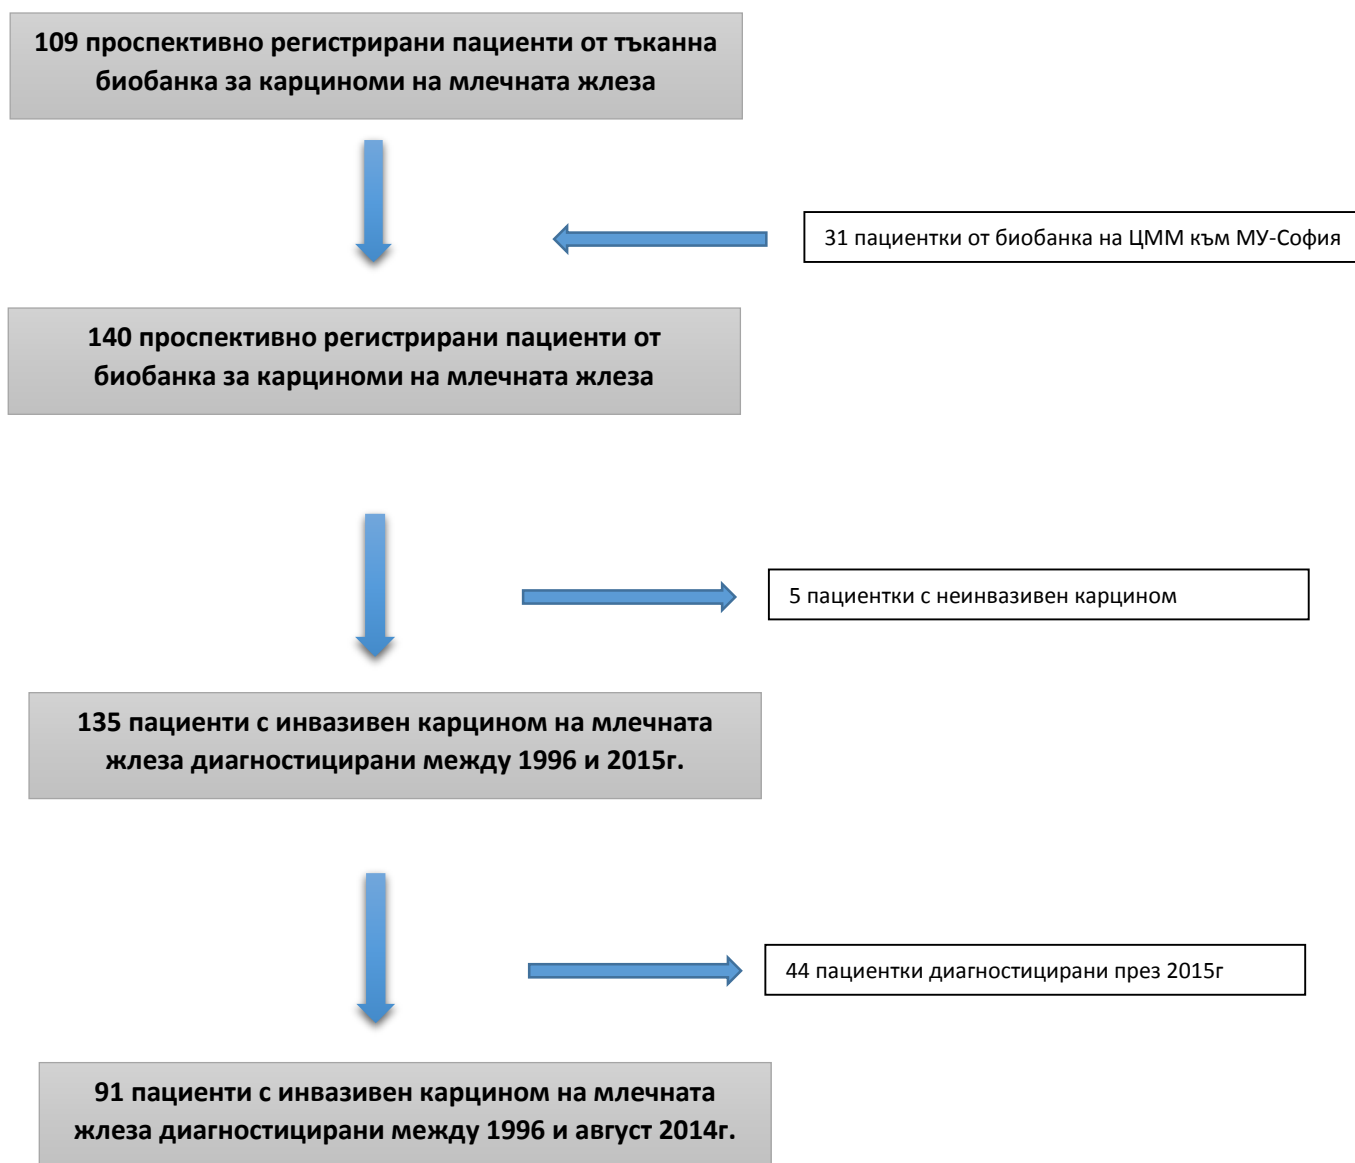 109 проспективно регистрирани пациенти от тъканна
биобанка за карциноми на млечната жлеза
31 пациентки от биобанка на ЦММ към МУ-София
140 проспективно регистрирани пациенти от
биобанка за карциноми на млечната жлеза
5 пациентки с неинвазивен карцином
135 пациенти с инвазивен карцином на млечната
жлеза диагностицирани между 1996 и 2015г.
44 пациентки диагностицирани през 2015г
91 пациенти с инвазивен карцином на млечната
жлеза диагностицирани между 1996 и август 2014г.